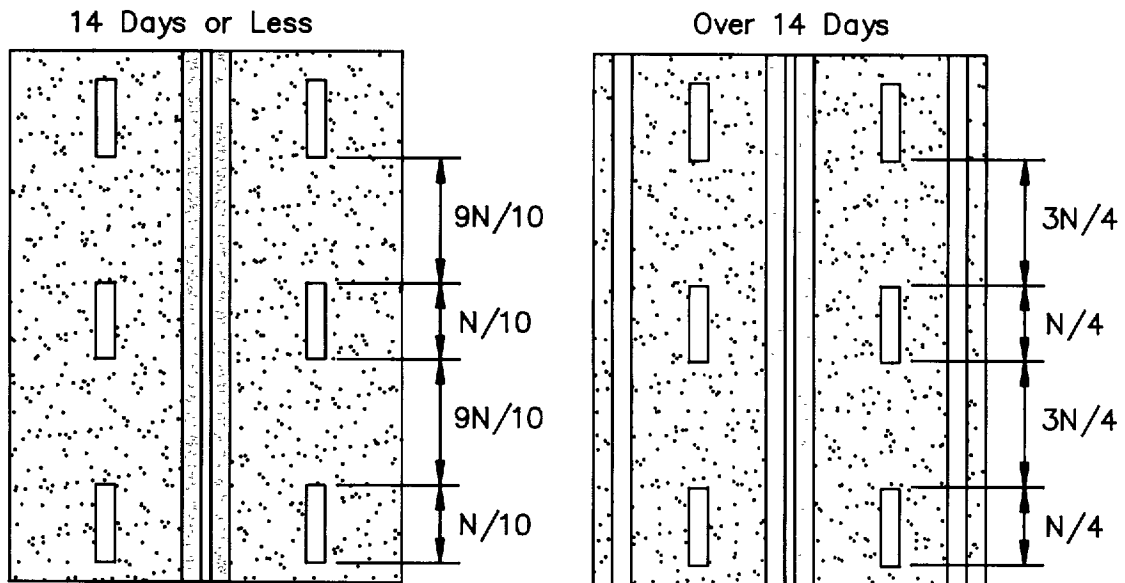 14 Days or Less
9N/10
N/10
9N/10
N/10
Over 14 Days
3N/4
N/4
3N/4
N/4